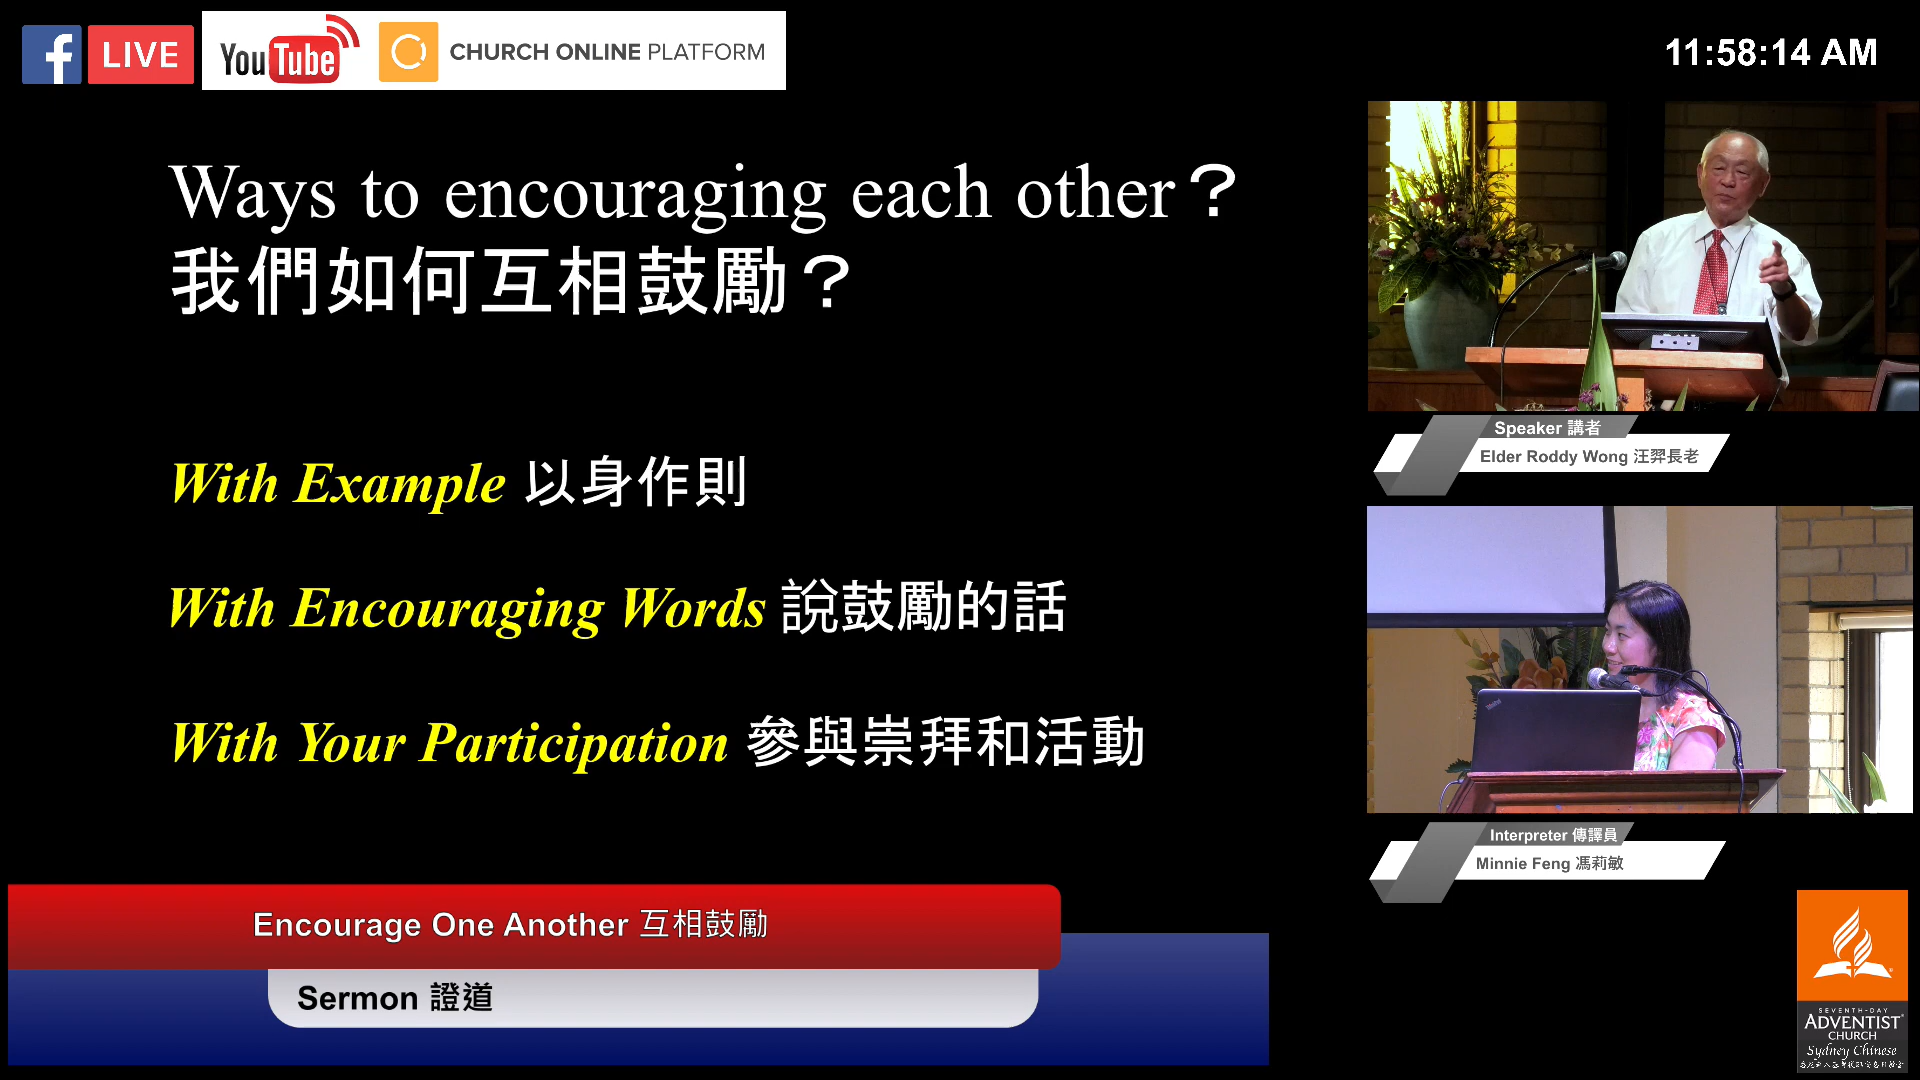 f LIVE YouTube CHURCH ONLINE PLATFORM
11:58:14 AM
Ways to encouraging each other？
我們如何互相鼓勵？
With Example 以身作則
With Encouraging Words 說鼓勵的話
With Your Participation 參與崇拜和活動
Speaker 講者
Elder Roddy Wong 汪羿長老
Interpreter 傳譯員
Minnie Feng 馮莉敏
Encourage One Another 互相鼓勵
Sermon 證道
SEVENTH-DAY
ADVENTIST
CHURCH
Sydney Chinese